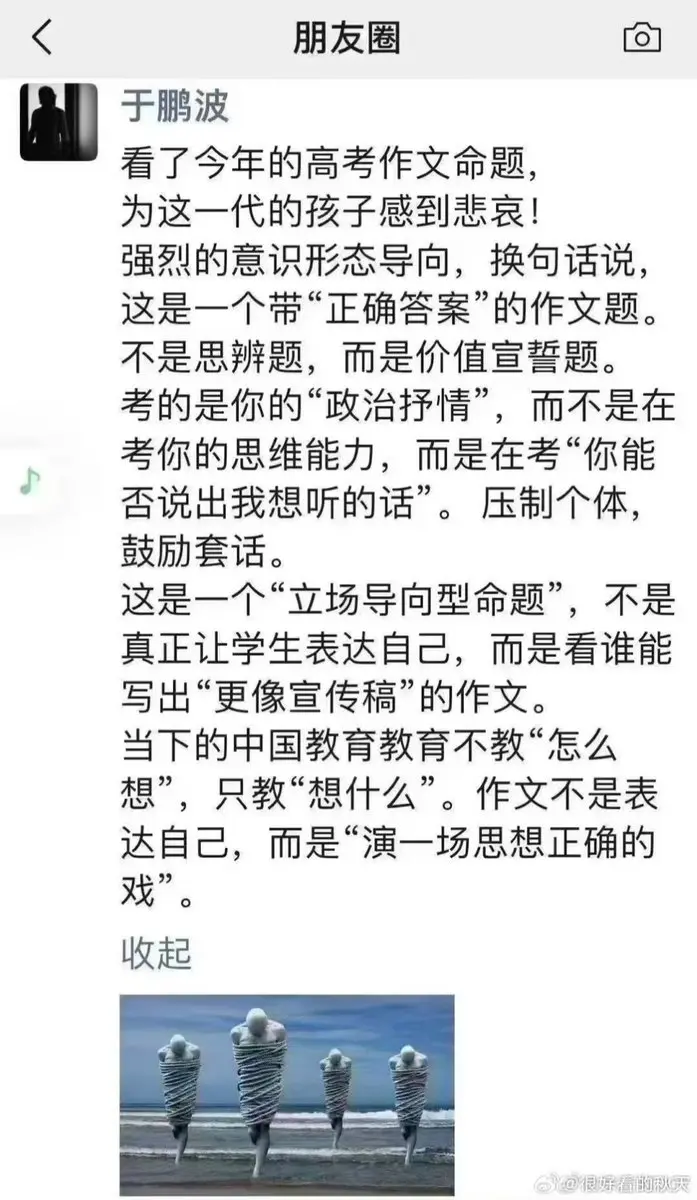 朋友圈
于鹏波
看了今年的高考作文命题，
为这一代的孩子感到悲哀！
强烈的意识形态导向，换句话说，
这是一个带“正确答案”的作文题。
不是思辨题，而是价值宣誓题。
考的是你的“政治抒情”，而不是在
考你的思维能力，而是在考“你能
否说出我想听的话”。 压制个体，
鼓励套话。
这是一个“立场导向型命题”，不是
真正让学生表达自己，而是看谁能
写出“更像宣传稿”的作文。
当下的中国教育教育不教“怎么
想”，只教“想什么”。作文不是表
达自己，而是“演一场思想正确的
戏”。
收起
@很好看的秋天